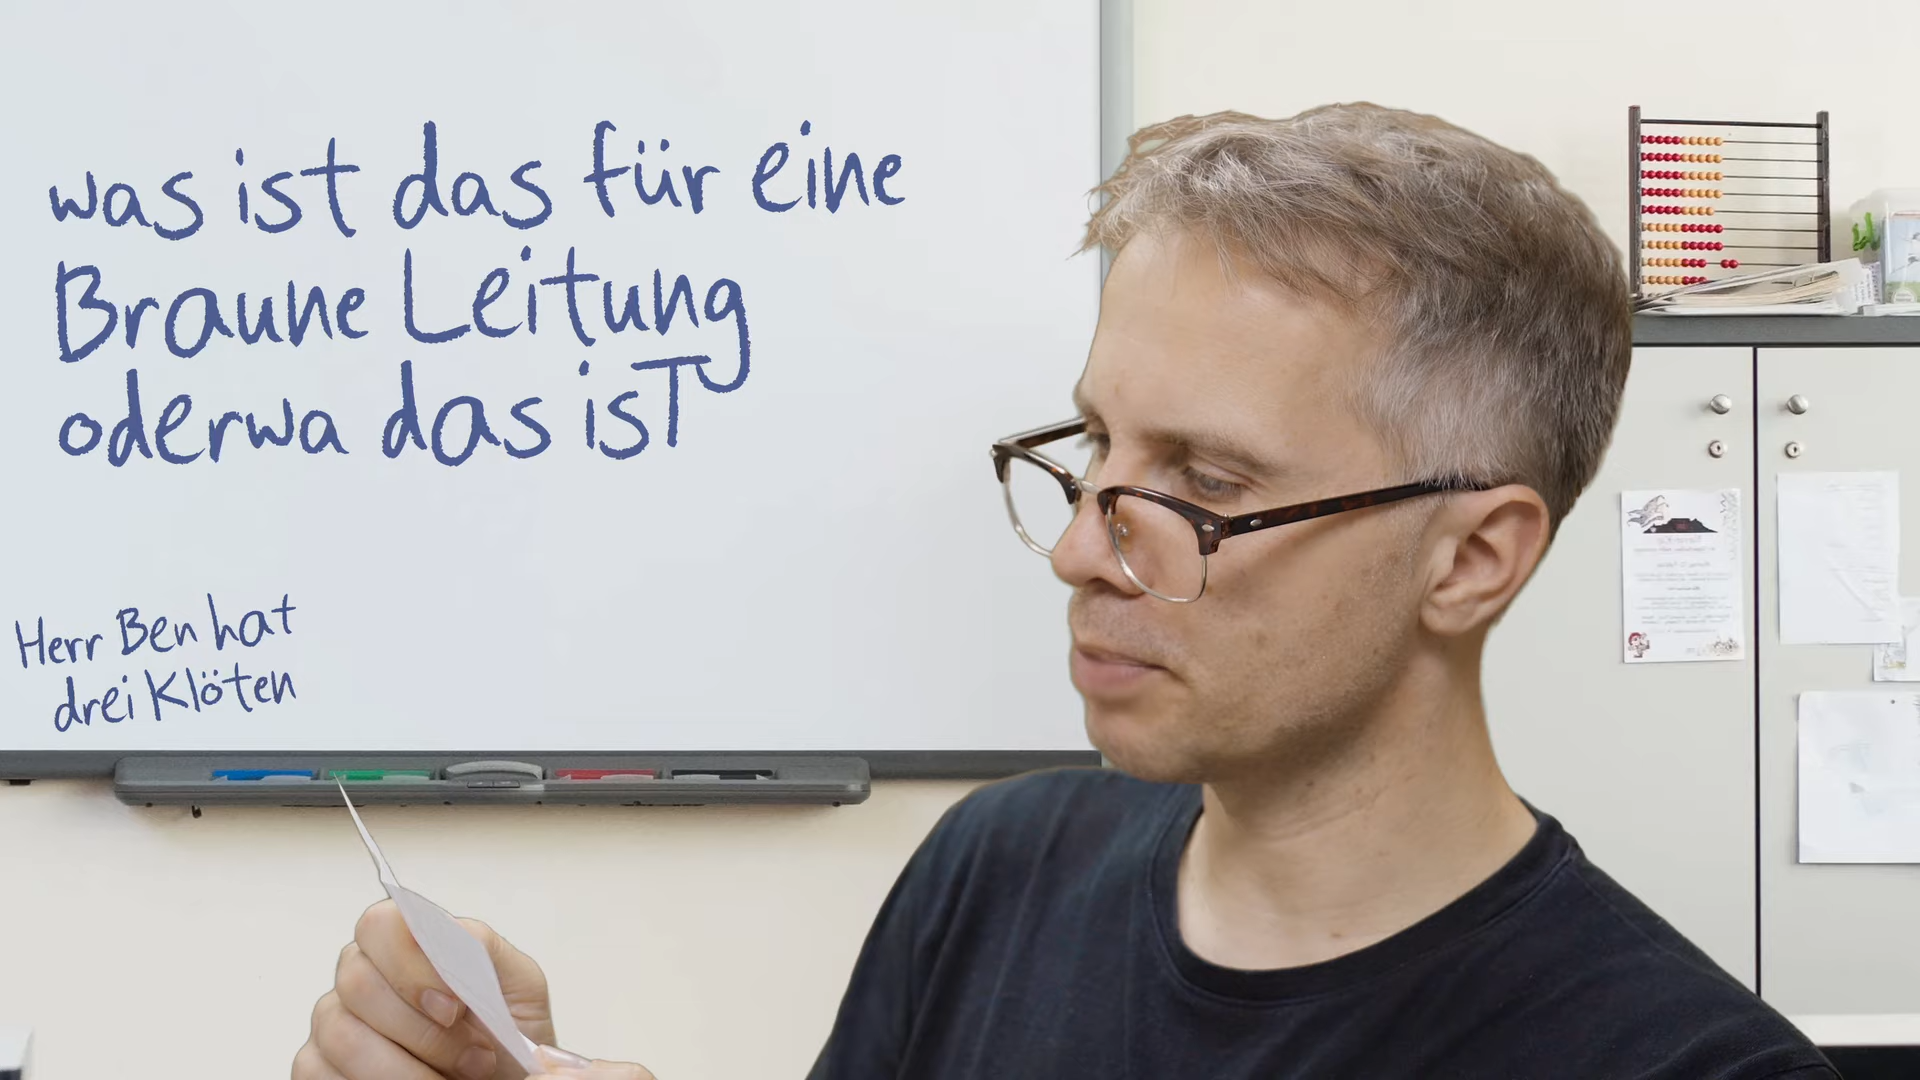 was ist das für eine
Braune Leitung
oderwa das isT
Herr Ben hat
drei Klöten